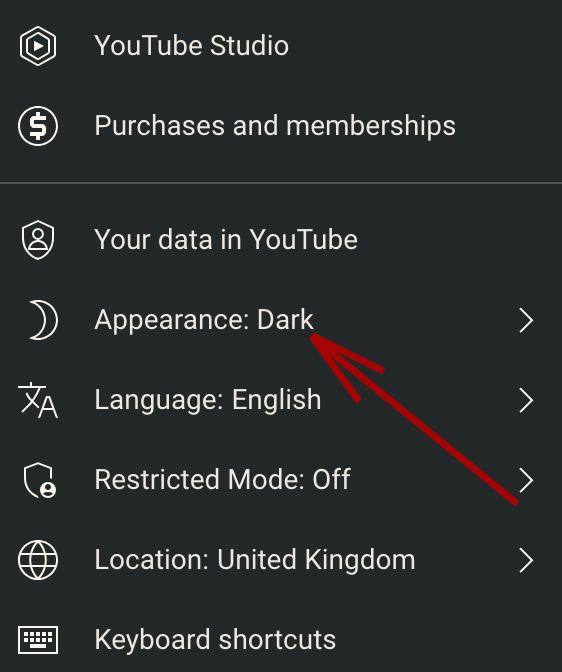 YouTube Studio
Purchases and memberships
Your data in YouTube
Appearance: Dark
Language: English
Restricted Mode: Off
Location: United Kingdom
Keyboard shortcuts